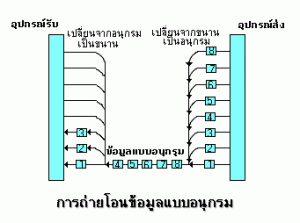 อุปกรณ์รับ
อุปกรณ์ส่ง
เปลี่ยนจากอนุกรม
เป็นขนาน
เปลี่ยนจากขนาน
เป็นอนุกรม
8
7
6
5
4
3
3
2
2
ข้อมูลแบบอนุกรม
1
4 5 6 7 8
1
การถ่ายโอนข้อมูลแบบอนุกรม